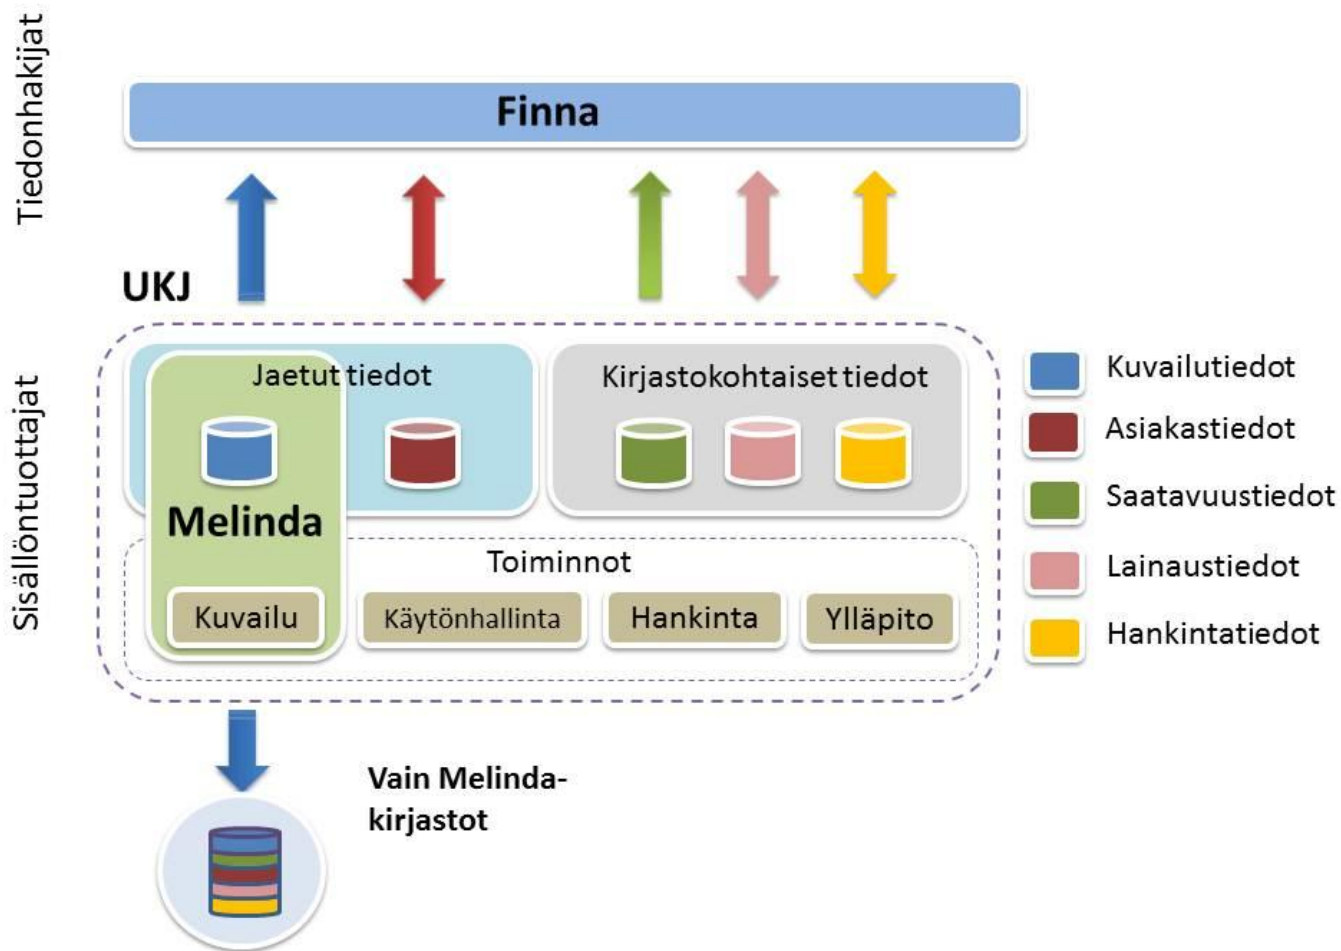 Tiedonhakijat
Finna
UKJ
Sisällöntuottajat
Jaetut tiedot
Kirjastokohtaiset tiedot
Melinda
Toiminnot
Kuvailu
Käytönhallinta
Hankinta
Ylläpito
Kuvailutiedot
Asiakastiedot
Saatavuustiedot
Lainaustiedot
Hankintatiedot
Vain Melinda-
kirjastot